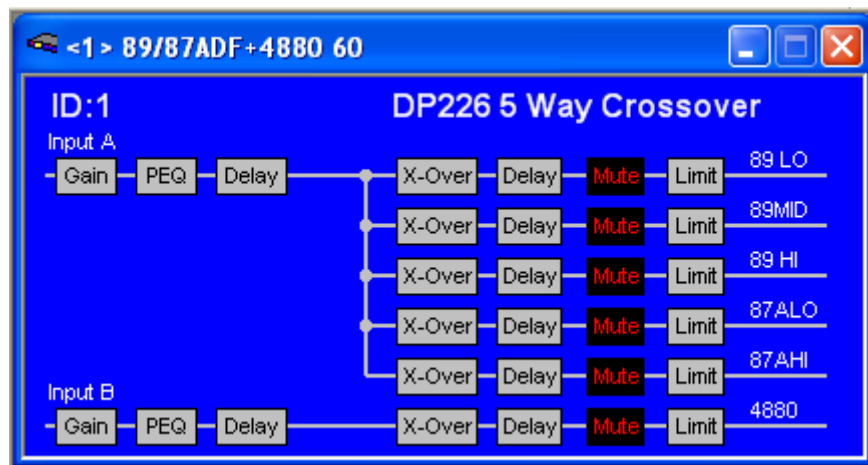 <1> 89/87ADF+4880 60
ID:1 DP226 5 Way Crossover
Input A
Gain PEQ Delay X-Over Delay Mute Limit 89 LO
X-Over Delay Mute Limit 89MID
X-Over Delay Mute Limit 89 HI
X-Over Delay Mute Limit 87ALO
X-Over Delay Mute Limit 87AHI
Input B
Gain PEQ Delay X-Over Delay Mute Limit 4880